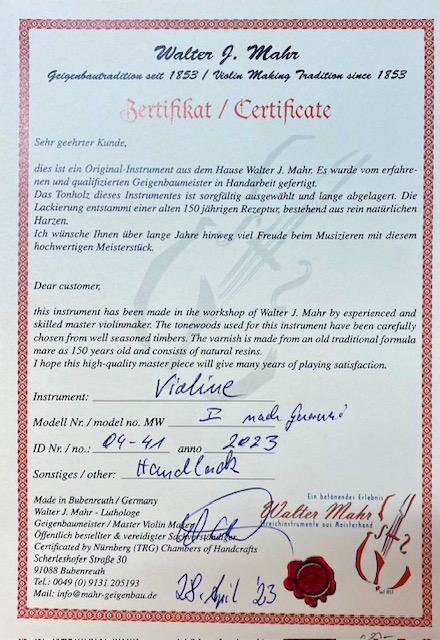 Walter J. Mahr
Geigenbautradition seit 1853 / Violin Making Tradition since 1853
Zertifikat / Certificate
Sehr geehrter Kunde,
dies ist ein Original-Instrument aus dem Hause Walter J. Mahr. Es wurde vom erfahre-
nen und qualifizierten Geigenbaumeister in Handarbeit gefertigt.
Das Tonholz dieses Instrumentes ist sorgfältig ausgewählt und lange abgelagert. Die
Lackierung entstammt einer alten 150 jährigen Rezeptur, bestehend aus rein natürlichen
Harzen.
Ich wünsche Ihnen über lange Jahre hinweg viel Freude beim Musizieren mit diesem
hochwertigen Meisterstück.
Dear customer,
this instrument has been made in the workshop of Walter J. Mahr by experienced and
skilled master violinmaker. The tonewoods used for this instrument have been carefully
chosen from well seasoned timbers. The varnish is made from an old traditional formula
mare as 150 years old and consists of natural resins.
I hope this high-quality master piece will give many years of playing satisfaction.
Instrument: Violine
Modell Nr. / model no. MW II nach Guarneri
ID Nr. / no.: 04-41 anno 2023
Sonstiges / other: Handlack
Made in Bubenreuth / Germany
Walter J. Mahr - Luthologe
Geigenbaumeister / Master Violin Maker
Öffentlich bestellter & vereidigter Sachverständiger
Certified by Nürnberg (TRG) Chambers of Handcrafts
Scherleshofer Straße 30
91088 Bubenreuth
Tel.: 0049 (0) 9131 205193
Mail: info@mahr-geigenbau.de
28. April '23
Ein betönendes Erlebnis
Walter Mahr
Streichinstrumente aus Meisterhand
Seit 1853